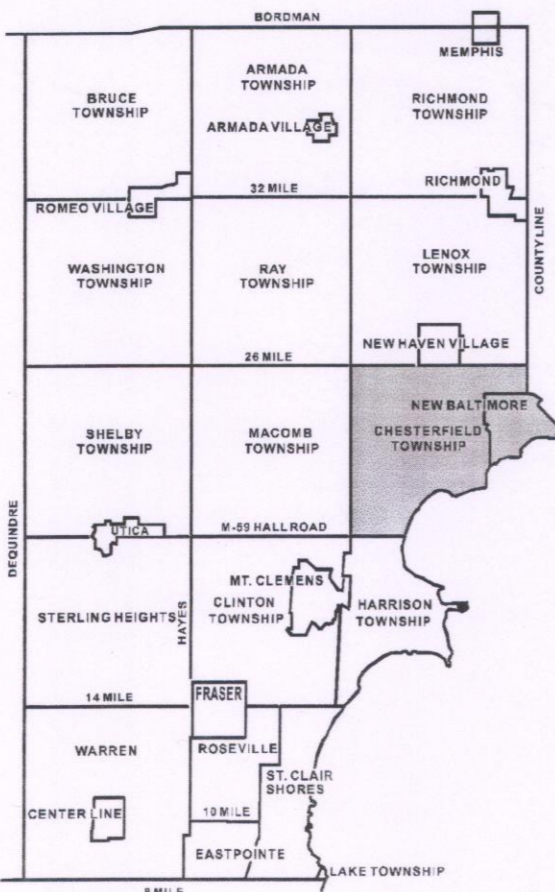 BORDMAN
MEMPHIS
ARMADA
TOWNSHIP
BRUCE
TOWNSHIP
RICHMOND
TOWNSHIP
ARMADA VILLAGE
32 MILE
RICHMOND
ROMEO VILLAGE
COUNTY LINE
WASHINGTON
TOWNSHIP
RAY
TOWNSHIP
LENOX
TOWNSHIP
NEW HAVEN VILLAGE
26 MILE
NEW BALTIMORE
SHELBY
TOWNSHIP
MACOMB
TOWNSHIP
CHESTERFIELD
TOWNSHIP
UTICA
M-59 HALL ROAD
DEQUINDRE
HAYES
MT. CLEMENS
STERLING HEIGHTS
CLINTON
TOWNSHIP
HARRISON
TOWNSHIP
14 MILE
FRASER
WARREN
ROSEVILLE
ST. CLAIR
SHORES
CENTER LINE
10 MILE
EASTPOINTE
LAKE TOWNSHIP
8 MILE